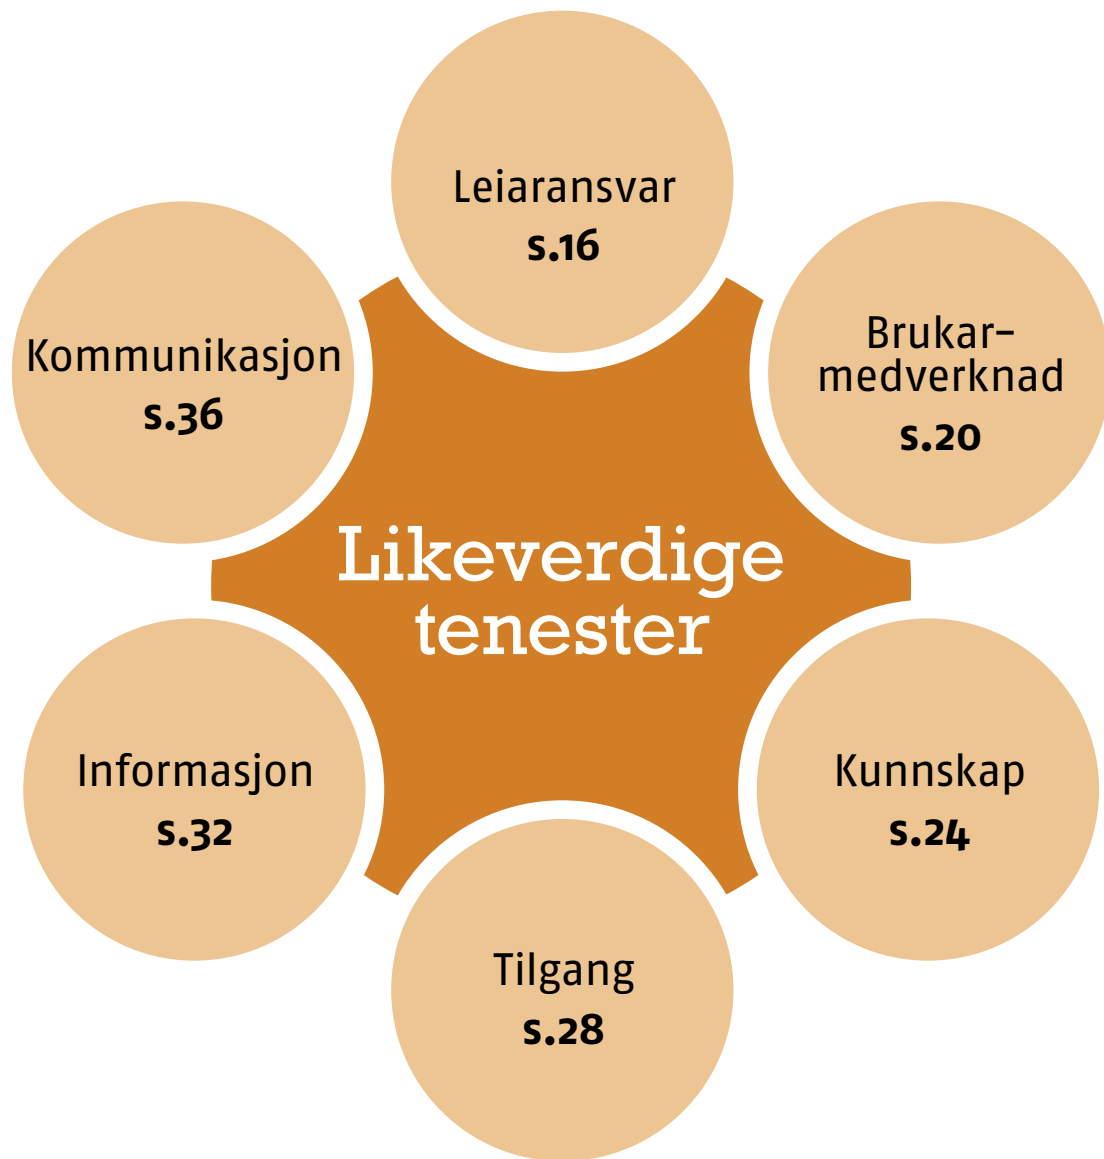 Leiaransvar
s.16
Brukar-
medverknad
s.20
Kunnskap
s.24
Tilgang
s.28
Informasjon
s.32
Kommunikasjon
s.36
Likeverdige
tenester